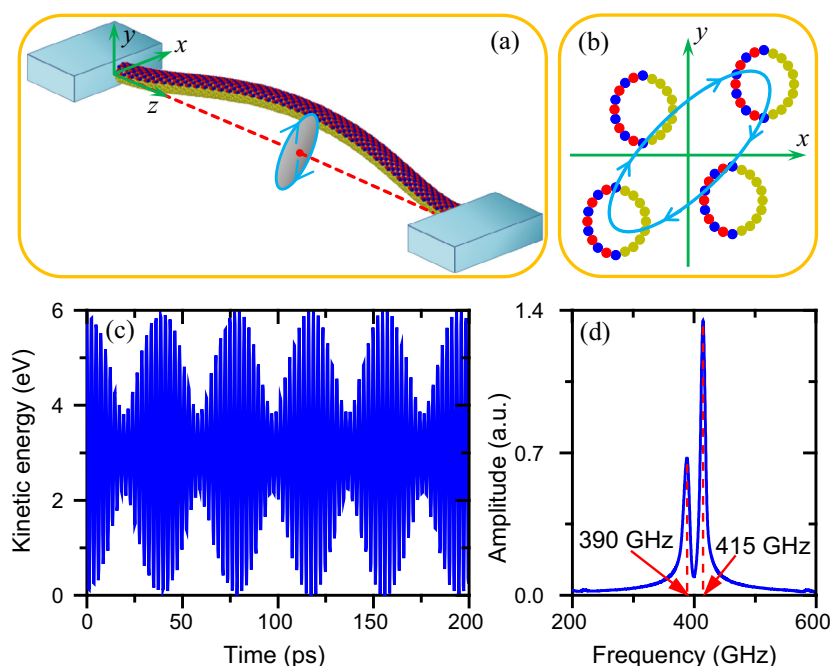 (a)
y
x
z
(b)
y
x
(c)
Kinetic energy (eV)
6
4
2
0
0 50 100 150 200
Time (ps)
(d)
Amplitude (a.u.)
1.4
0.7
0.0
390 GHz
415 GHz
200 400 600
Frequency (GHz)